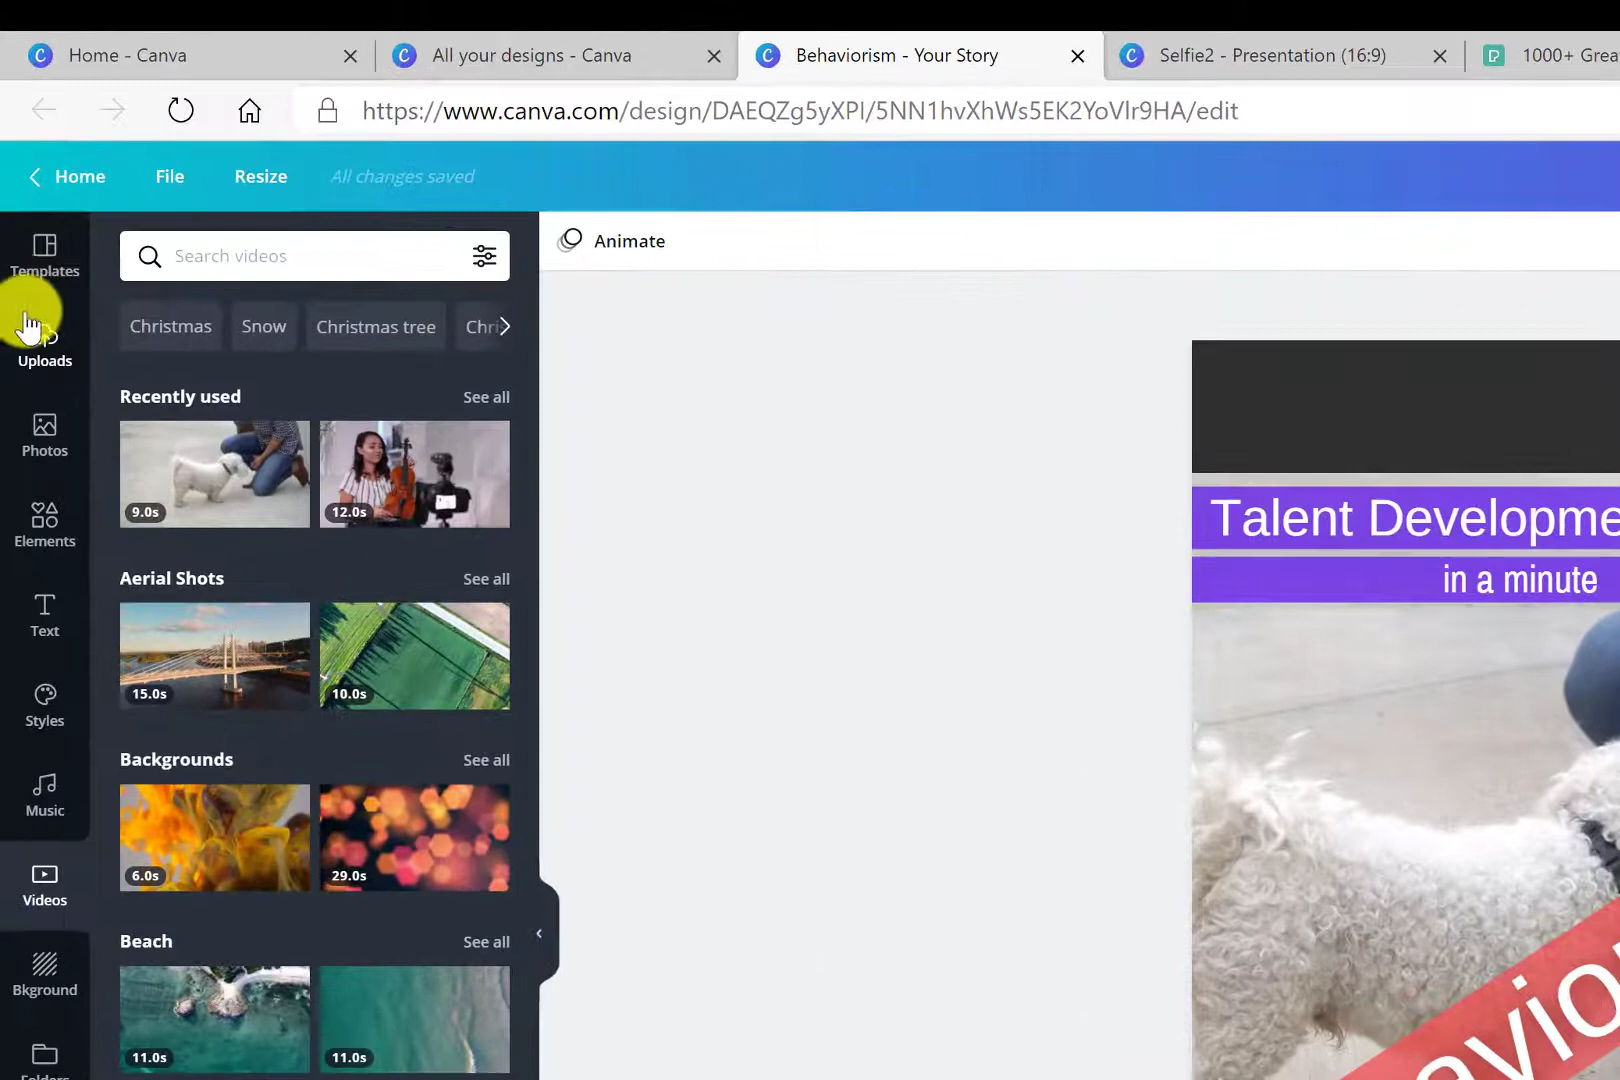 Home - Canva
All your designs - Canva
Behaviorism - Your Story
Selfie2 - Presentation (16:9)
1000+ Grea
https://www.canva.com/design/DAEQZg5yXPI/5NN1hvXhWs5EK2YoVlr9HA/edit
Home
File
Resize
All changes saved
Templates
Uploads
Photos
Elements
Text
Styles
Music
Videos
Bkground
Folders
Search videos
Christmas
Snow
Christmas tree
Chri
Recently used
See all
9.0s
12.0s
Aerial Shots
See all
15.0s
10.0s
Backgrounds
See all
6.0s
29.0s
Beach
See all
11.0s
11.0s
Animate
Talent Developme
in a minute
avior